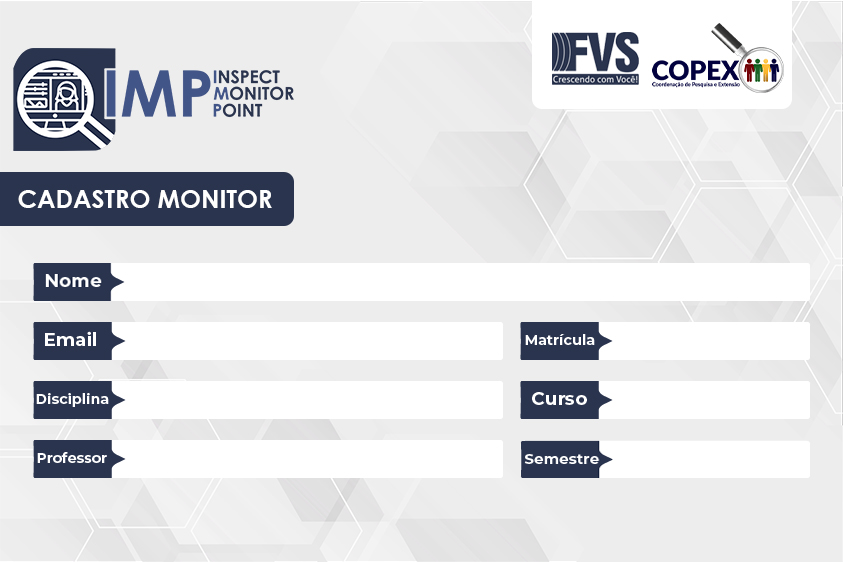 IMP
INSPECT
MONITOR
POINT
FVS
Crescendo com Você!
COPEX
Coordenação de Pesquisa e Extensão
CADASTRO MONITOR
Nome
Email
Matrícula
Disciplina
Curso
Professor
Semestre